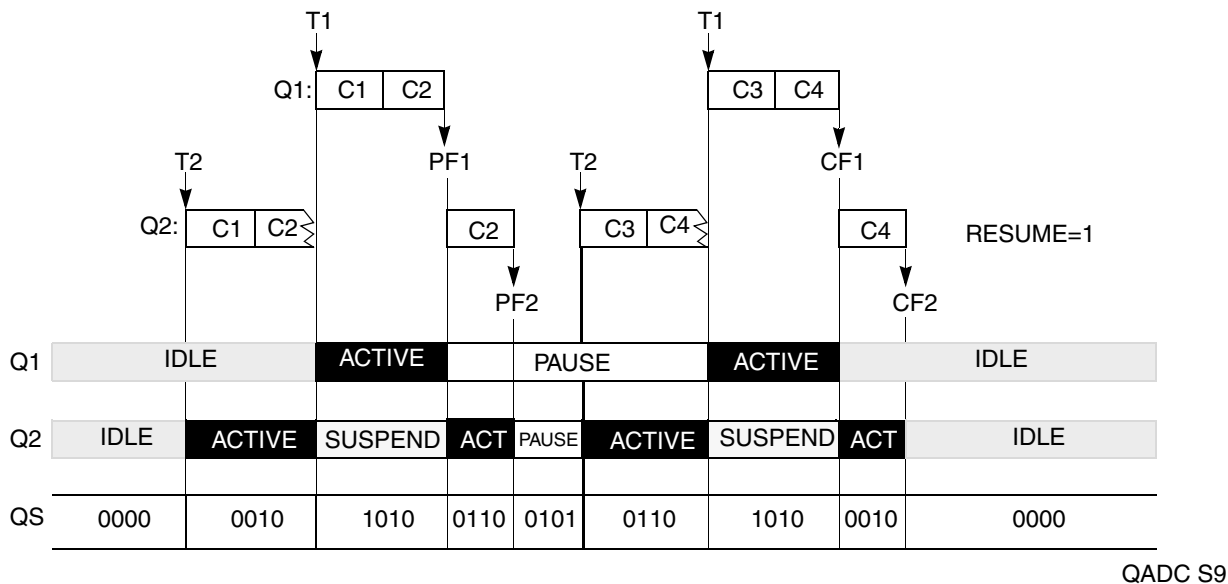 T1 T1
Q1: C1 C2 C3 C4
T2 PF1 T2 CF1
Q2: C1 C2 C2 C3 C4 C4 RESUME=1
PF2 CF2
Q1 IDLE ACTIVE PAUSE ACTIVE IDLE
Q2 IDLE ACTIVE SUSPEND ACT PAUSE ACTIVE SUSPEND ACT IDLE
QS 0000 0010 1010 0110 0101 0110 1010 0010 0000
QADC S9